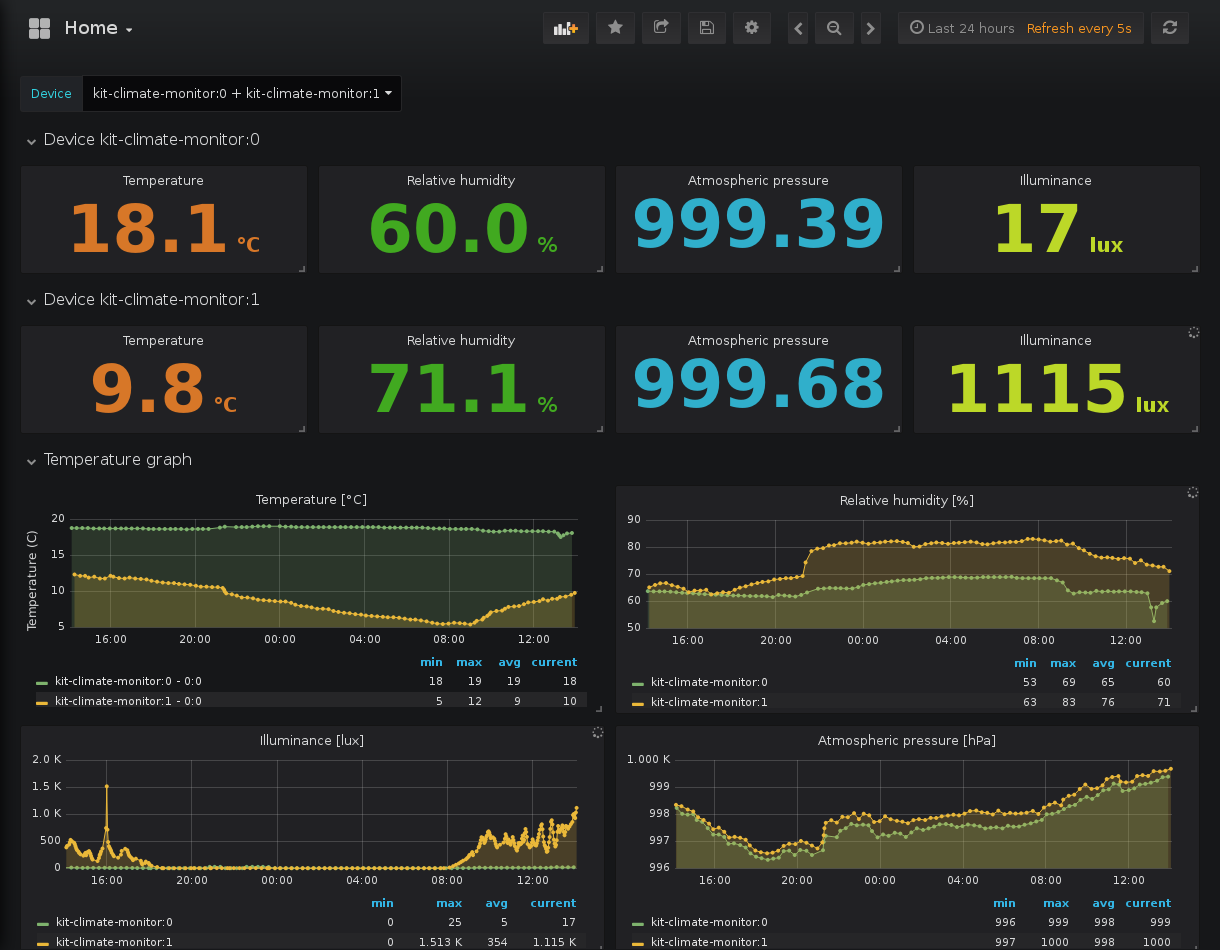 Home
Last 24 hours Refresh every 5s
Device kit-climate-monitor:0 + kit-climate-monitor:1
Device kit-climate-monitor:0
Temperature Relative humidity Atmospheric pressure Illuminance
18.1 °C 60.0 % 999.39 17 lux
Device kit-climate-monitor:1
Temperature Relative humidity Atmospheric pressure Illuminance
9.8 °C 71.1 % 999.68 1115 lux
Temperature graph
Temperature [°C]
Temperature (C)
20
15
10
5
16:00 20:00 00:00 04:00 08:00 12:00
min max avg current
kit-climate-monitor:0 - 0:0 18 19 19 18
kit-climate-monitor:1 - 0:0 5 12 9 10
Relative humidity [%]
90
80
70
60
50
16:00 20:00 00:00 04:00 08:00 12:00
min max avg current
kit-climate-monitor:0 53 69 65 60
kit-climate-monitor:1 63 83 76 71
Illuminance [lux]
2.0 K
1.5 K
1.0 K
500
0
16:00 20:00 00:00 04:00 08:00 12:00
min max avg current
kit-climate-monitor:0 0 25 5 17
kit-climate-monitor:1 0 1.513 K 354 1.115 K
Atmospheric pressure [hPa]
1.000 K
999
998
997
996
16:00 20:00 00:00 04:00 08:00 12:00
min max avg current
kit-climate-monitor:0 996 999 998 999
kit-climate-monitor:1 997 1000 998 1000